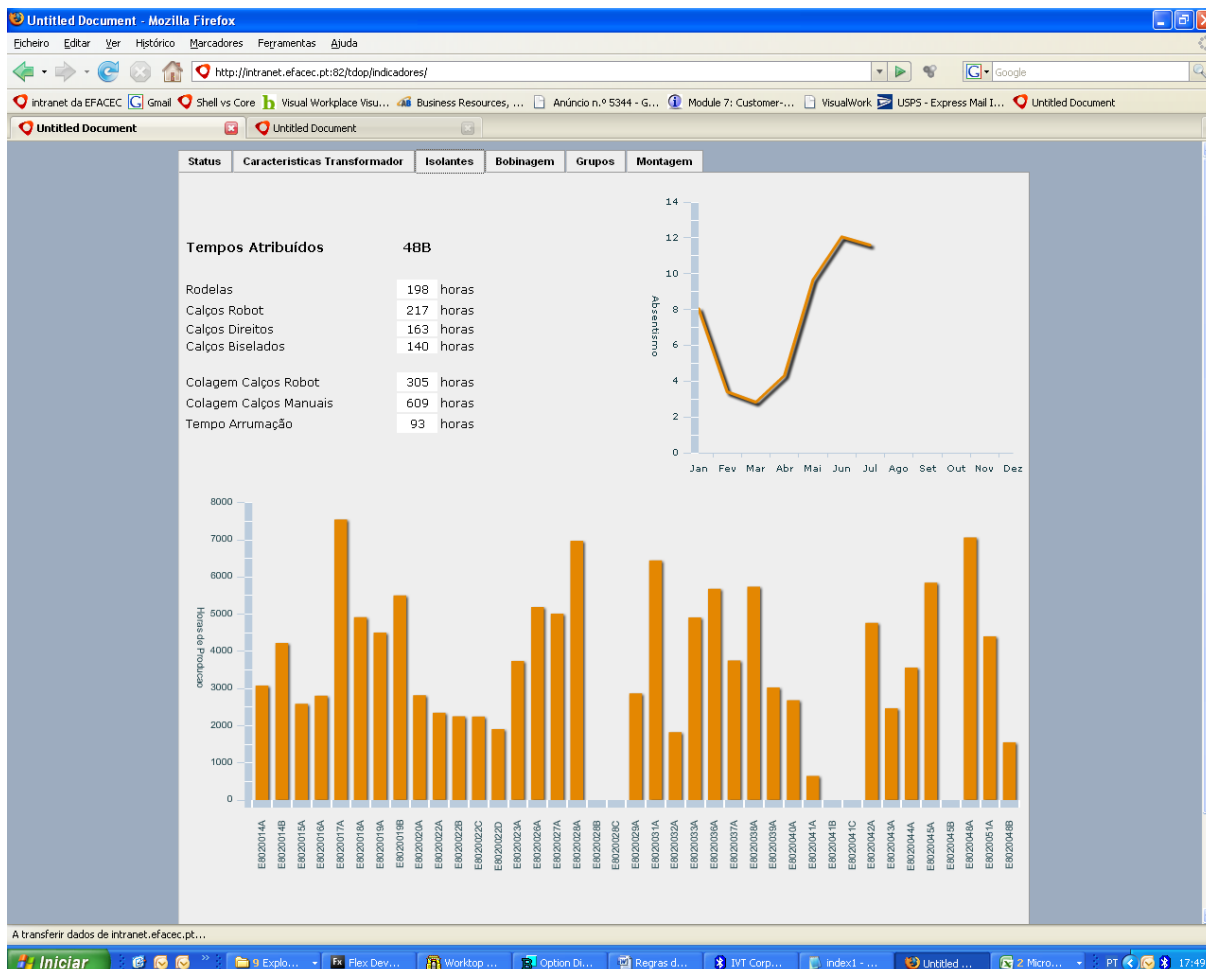 Untitled Document - Mozilla Firefox
Ficheiro Editar Ver Histórico Marcadores Ferramentas Ajuda
http://intranet.efacec.pt:82/tdop/indicadores/
Google
intranet da EFACEC Gmail Shell vs Core Visual Workplace Visu... Business Resources, ... Anúncio n.º 5344 - G... Module 7: Customer-... VisualWork USPS - Express Mail I... Untitled Document
Untitled Document Untitled Document
Status Caracteristicas Transformador Isolantes Bobinagem Grupos Montagem
Tempos Atribuídos 48B
Rodelas 198 horas
Calços Robot 217 horas
Calços Direitos 163 horas
Calços Biselados 140 horas
Colagem Calços Robot 305 horas
Colagem Calços Manuais 609 horas
Tempo Arrumação 93 horas
14
12
10
8
6
4
2
0
Absentismo
Jan Fev Mar Abr Mai Jun Jul Ago Set Out Nov Dez
8000
7000
6000
5000
4000
3000
2000
1000
0
Horas de Producao
E8020014A
E8020014B
E8020015A
E8020016A
E8020017A
E8020018A
E8020019A
E8020019B
E8020020A
E8020022A
E8020022B
E8020022C
E8020022D
E8020023A
E8020026A
E8020027A
E8020028A
E8020028B
E8020028C
E8020029A
E8020031A
E8020032A
E8020033A
E8020036A
E8020037A
E8020038A
E8020039A
E8020040A
E8020041A
E8020041B
E8020041C
E8020042A
E8020043A
E8020044A
E8020045A
E8020045B
E8020048A
E8020051A
E8020048B
A transferir dados de intranet.efacec.pt...
Iniciar 9 Explo... Flex Dev... Worktop ... Option Di... Regras d... IVT Corp... index1 - ... Untitled ... 2 Micro... PT 17:49